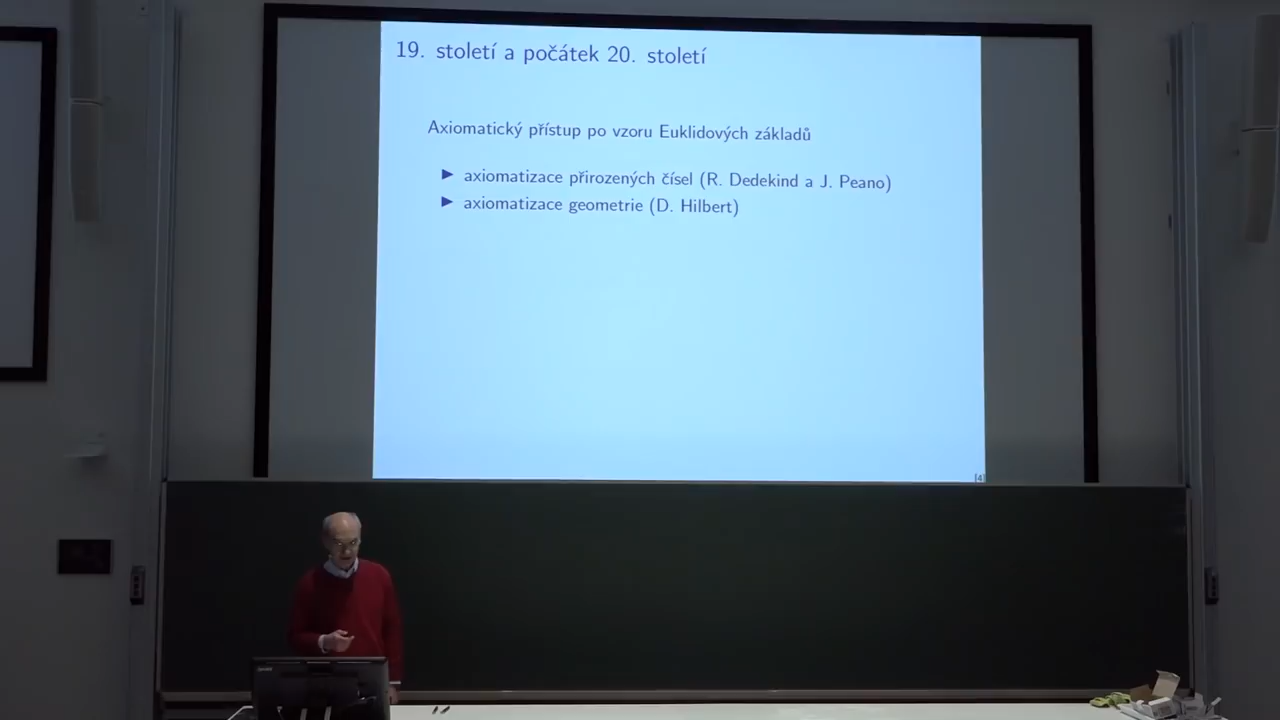 19. století a počátek 20. století
Axiomatický přístup po vzoru Euklidových základů
▶ axiomatizace přirozených čísel (R. Dedekind a J. Peano)
▶ axiomatizace geometrie (D. Hilbert)
[4]